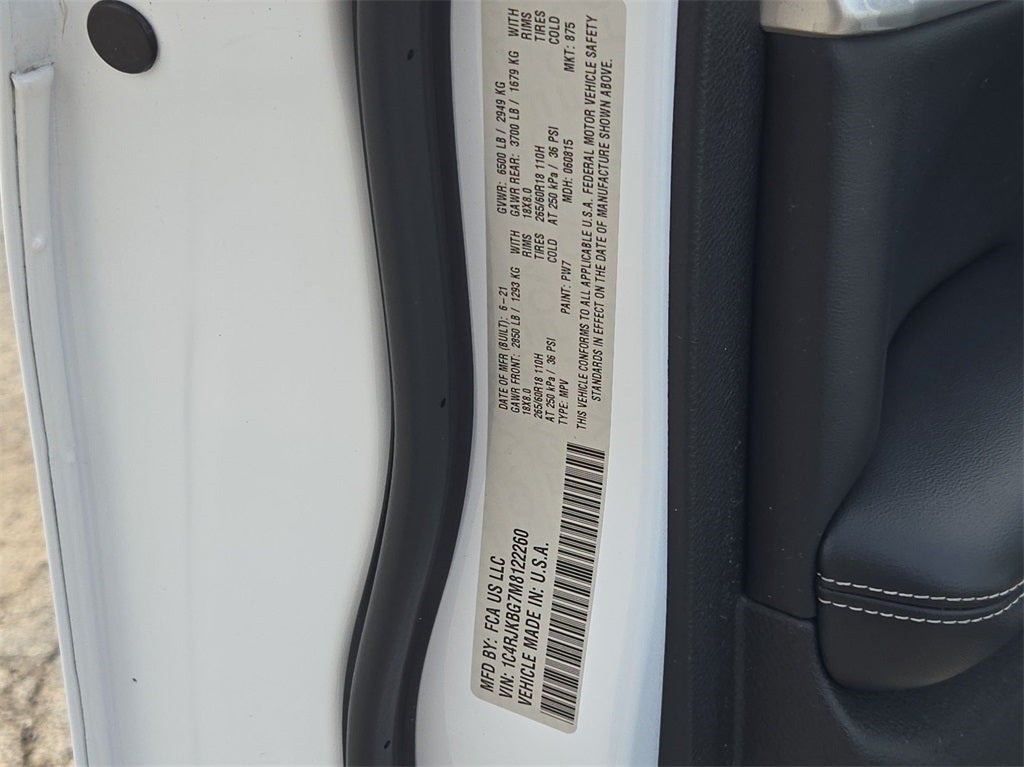 MFD BY: FCA US LLC
VIN: 1C4RJKBG7M8122260
VEHICLE MADE IN: U.S.A.
DATE OF MFR (BUILT): 6-21 GVWR: 6500 LB / 2949 KG
GAWR FRONT: 2850 LB / 1293 KG WITH GAWR REAR: 3700 LB / 1679 KG WITH
18X8.0 RIMS 18X8.0 RIMS
265/60R18 110H TIRES 265/60R18 110H TIRES
AT 250 kPa / 36 PSI COLD AT 250 kPa / 36 PSI COLD
TYPE: MPV PAINT: PW7 MDH: 060815 MKT: 875
THIS VEHICLE CONFORMS TO ALL APPLICABLE U.S.A. FEDERAL MOTOR VEHICLE SAFETY
STANDARDS IN EFFECT ON THE DATE OF MANUFACTURE SHOWN ABOVE.